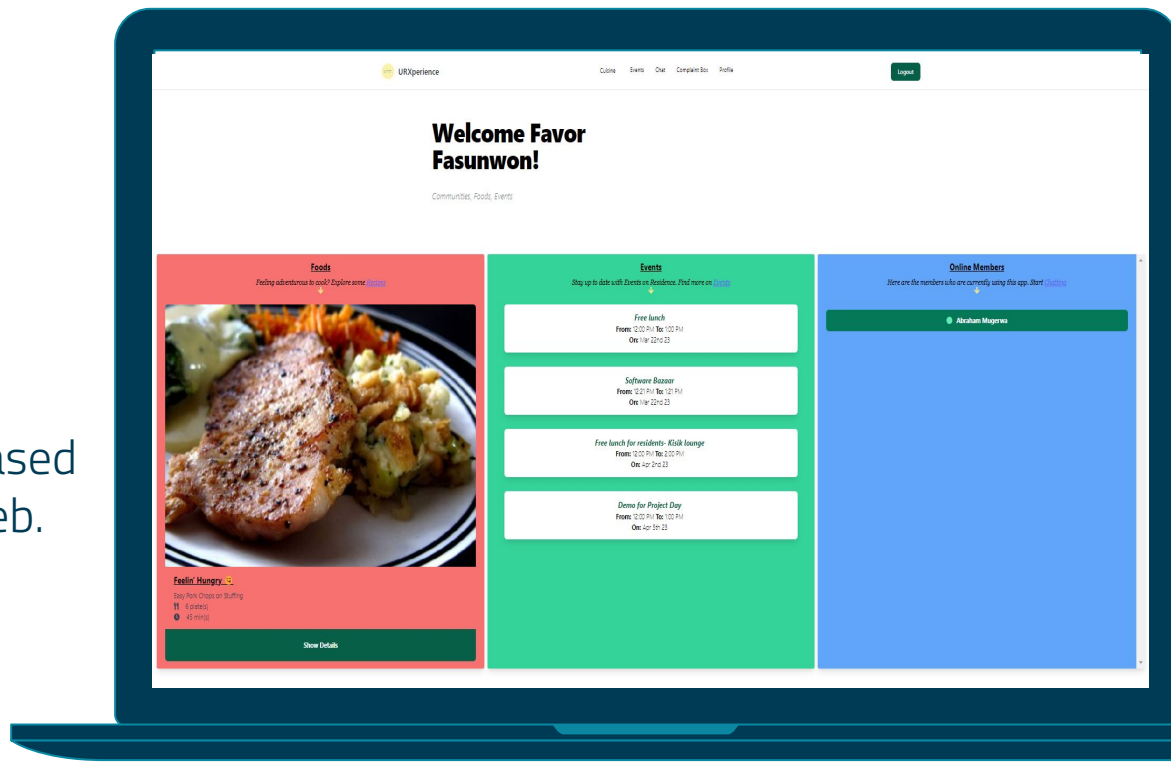 ased
eb.
URXperience
Cuisine Events Chat Complaint Box Profile
Logout
Welcome Favor
Fasunwon!
Communities, Foods, Events
Foods
Feeling adventurous to cook? Explore some
Feelin' Hungry
Easy Pork Chops on Stuffing
6 plate(s)
45 min(s)
Show Details
Events
Stay up to date with Events on Residence. Find more on Events
Free lunch
From: 12:00 PM To: 1:00 PM
On: Mar 22nd 23
Software Bazaar
From: 12:21 PM To: 1:21 PM
On: Mar 22nd 23
Free lunch for residents- Kisik lounge
From: 12:00 PM To: 2:00 PM
On: Apr 2nd 23
Demo for Project Day
From: 12:00 PM To: 1:00 PM
On: Apr 5th 23
Online Members
Here are the members who are currently using this app. Start Chatting
Abraham Mugerwa